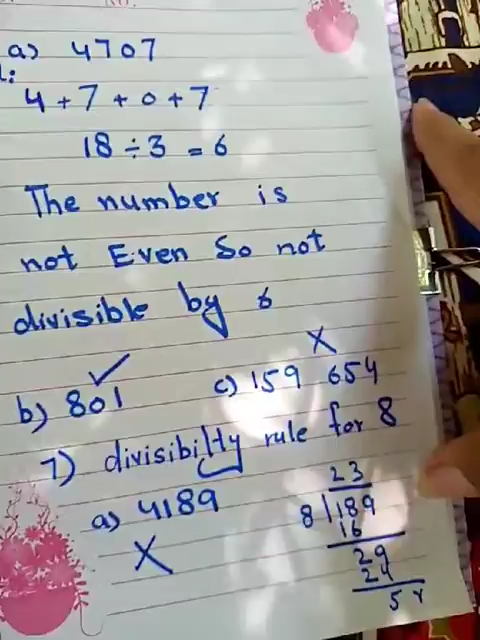 a) 4707
4 + 7 + 0 + 7
18 ÷ 3 = 6
The number is
not Even So not
divisible by 6
b) 801 ✓
c) 159 654 X
7) divisibilty rule for 8
a) 4189
X
23
8 189
16
29
24
5 r